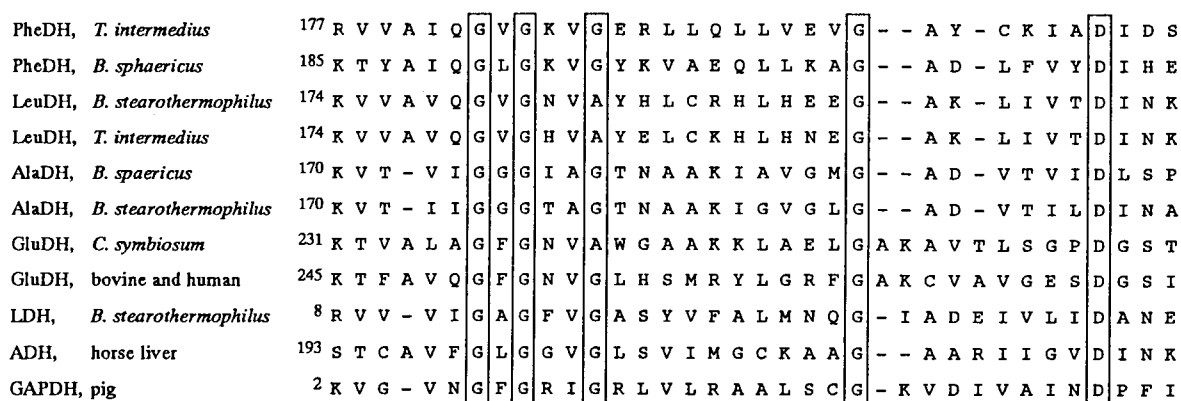 PheDH, T. intermedius 177 R V V A I Q G V G K V G E R L L Q L L V E V G - - A Y - C K I A D I D S
PheDH, B. sphaericus 185 K T Y A I Q G L G K V G Y K V A E Q L L K A G - - A D - L F V Y D I H E
LeuDH, B. stearothermophilus 174 K V V A V Q G V G N V A Y H L C R H L H E E G - - A K - L I V T D I N K
LeuDH, T. intermedius 174 K V V A V Q G V G H V A Y E L C K H L H N E G - - A K - L I V T D I N K
AlaDH, B. spaericus 170 K V T - V I G G G I A G T N A A K I A V G M G - - A D - V T V I D L S P
AlaDH, B. stearothermophilus 170 K V T - I I G G G T A G T N A A K I G V G L G - - A D - V T I L D I N A
GluDH, C. symbiosum 231 K T V A L A G F G N V A W G A A K K L A E L G A K A V T L S G P D G S T
GluDH, bovine and human 245 K T F A V Q G F G N V G L H S M R Y L G R F G A K C V A V G E S D G S I
LDH, B. stearothermophilus 8 R V V - V I G A G F V G A S Y V F A L M N Q G - I A D E I V L I D A N E
ADH, horse liver 193 S T C A V F G L G G V G L S V I M G C K A A G - - A A R I I G V D I N K
GAPDH, pig 2 K V G - V N G F G R I G R L V L R A A L S C G - K V D I V A I N D P F I